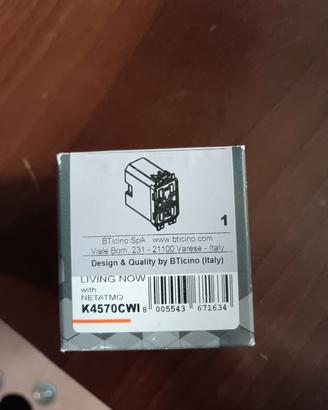 1
BTicino SpA www.bticino.com
Viale Borri, 231 - 21100 Varese - Italy
Design & Quality by BTicino (Italy)
LIVING NOW
with
NETATMO
K4570CWI
8 005543 671634